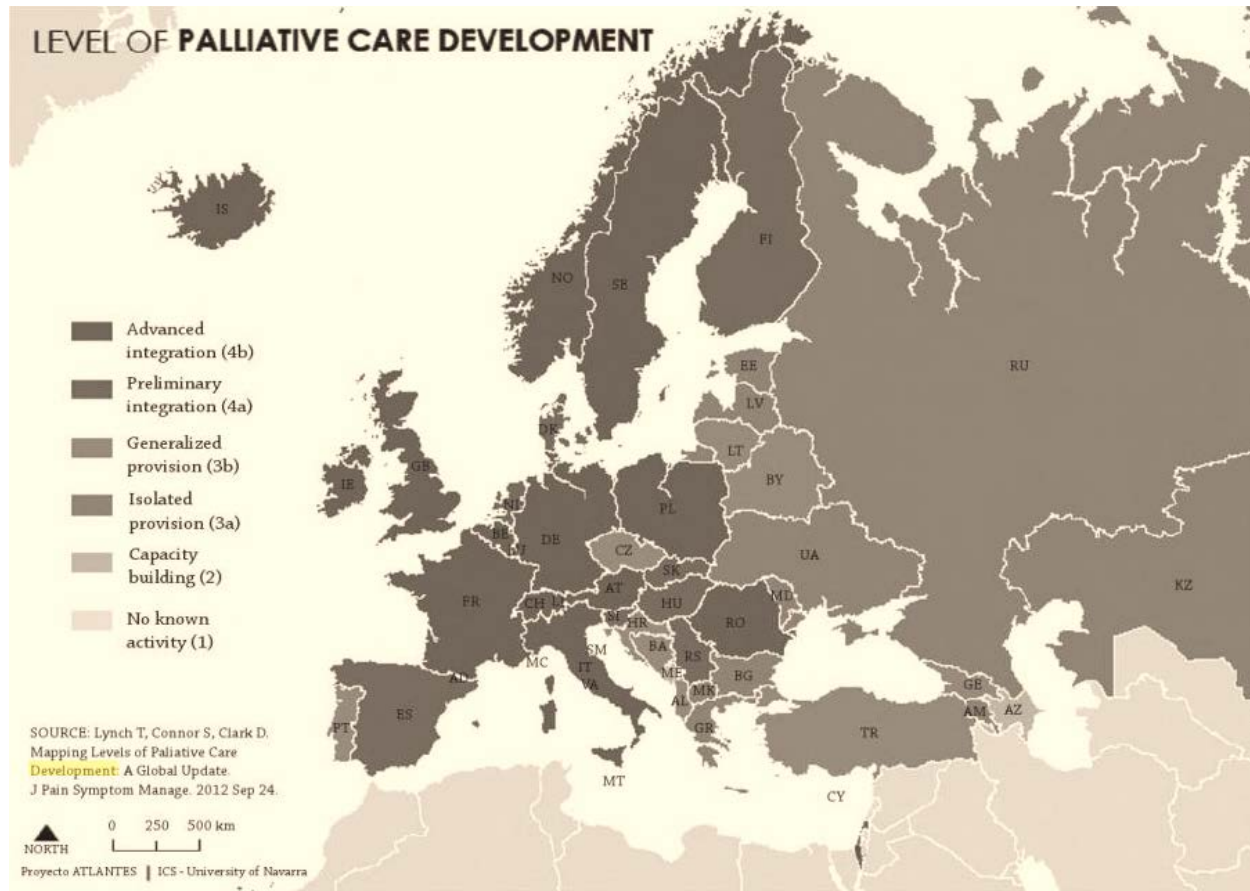 LEVEL OF PALLIATIVE CARE DEVELOPMENT
IS
NO
SE
FI
RU
Advanced
integration (4b)
Preliminary
integration (4a)
Generalized
provision (3b)
Isolated
provision (3a)
Capacity
building (2)
No known
activity (1)
EE
LV
LT
BY
DK
GB
IE
NL
BE
LU
DE
PL
CZ
SK
UA
KZ
FR
CH
LI
AT
HU
MD
SI
HR
RO
MC
SM
BA
RS
IT
VA
ME
BG
MK
AL
GR
AD
ES
PT
GE
AM
AZ
TR
MT
CY
SOURCE: Lynch T, Connor S, Clark D.
Mapping Levels of Paliative Care
Development: A Global Update.
J Pain Symptom Manage. 2012 Sep 24.
NORTH
0 250 500 km
Proyecto ATLANTES | ICS - University of Navarra